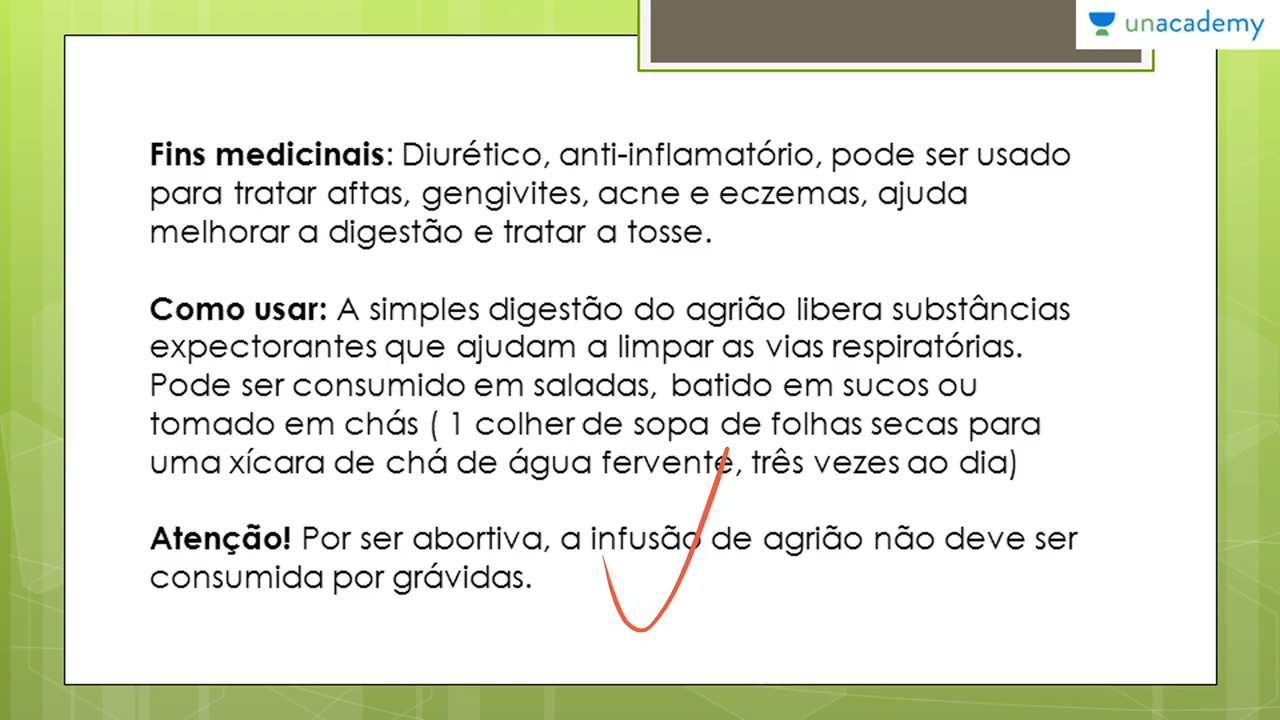 unacademy
Fins medicinais: Diurético, anti-inflamatório, pode ser usado
para tratar aftas, gengivites, acne e eczemas, ajuda
melhorar a digestão e tratar a tosse.
Como usar: A simples digestão do agrião libera substâncias
expectorantes que ajudam a limpar as vias respiratórias.
Pode ser consumido em saladas, batido em sucos ou
tomado em chás ( 1 colher de sopa de folhas secas para
uma xícara de chá de água fervente, três vezes ao dia)
Atenção! Por ser abortiva, a infusão de agrião não deve ser
consumida por grávidas.